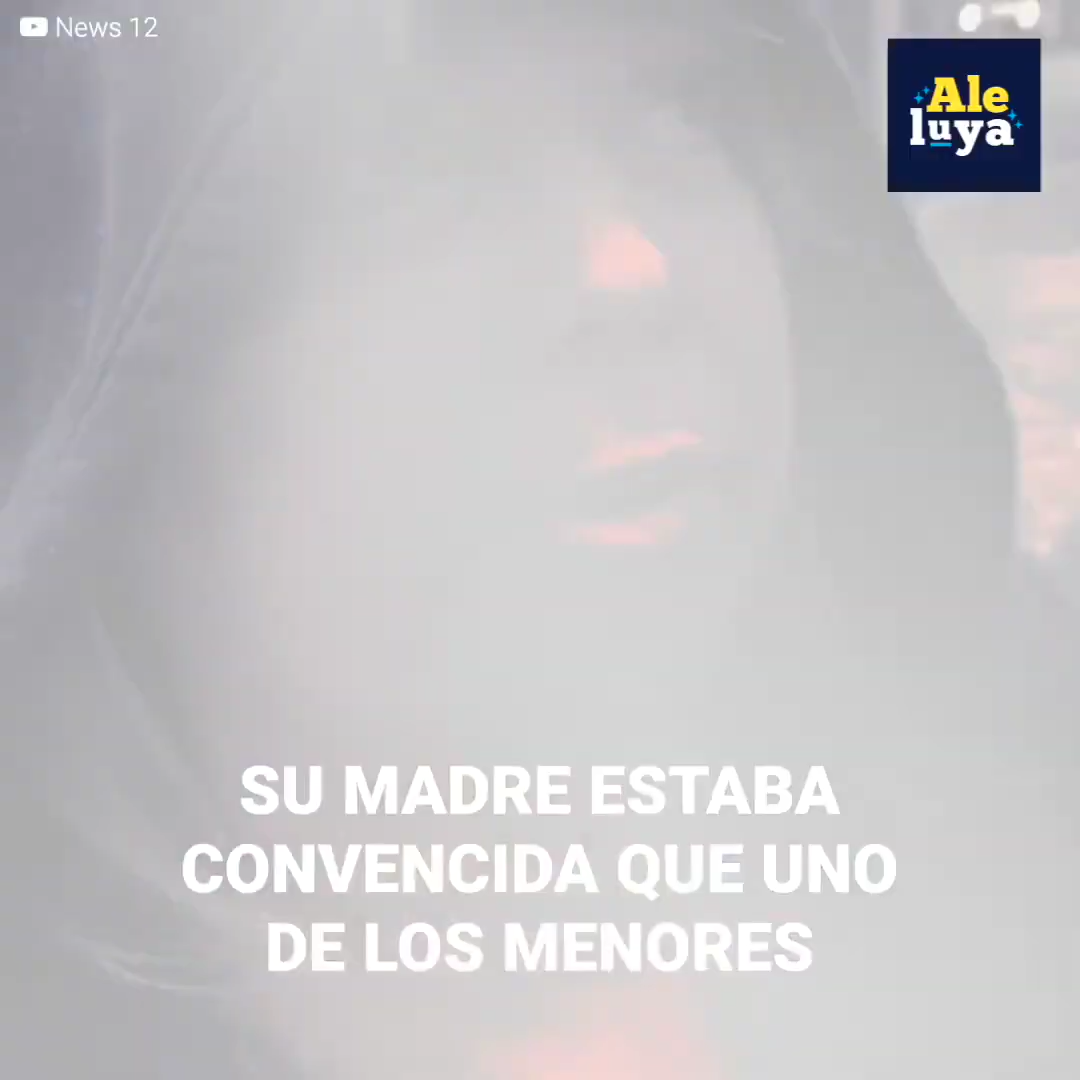 News 12
Ale
luya
SU MADRE ESTABA
CONVENCIDA QUE UNO
DE LOS MENORES